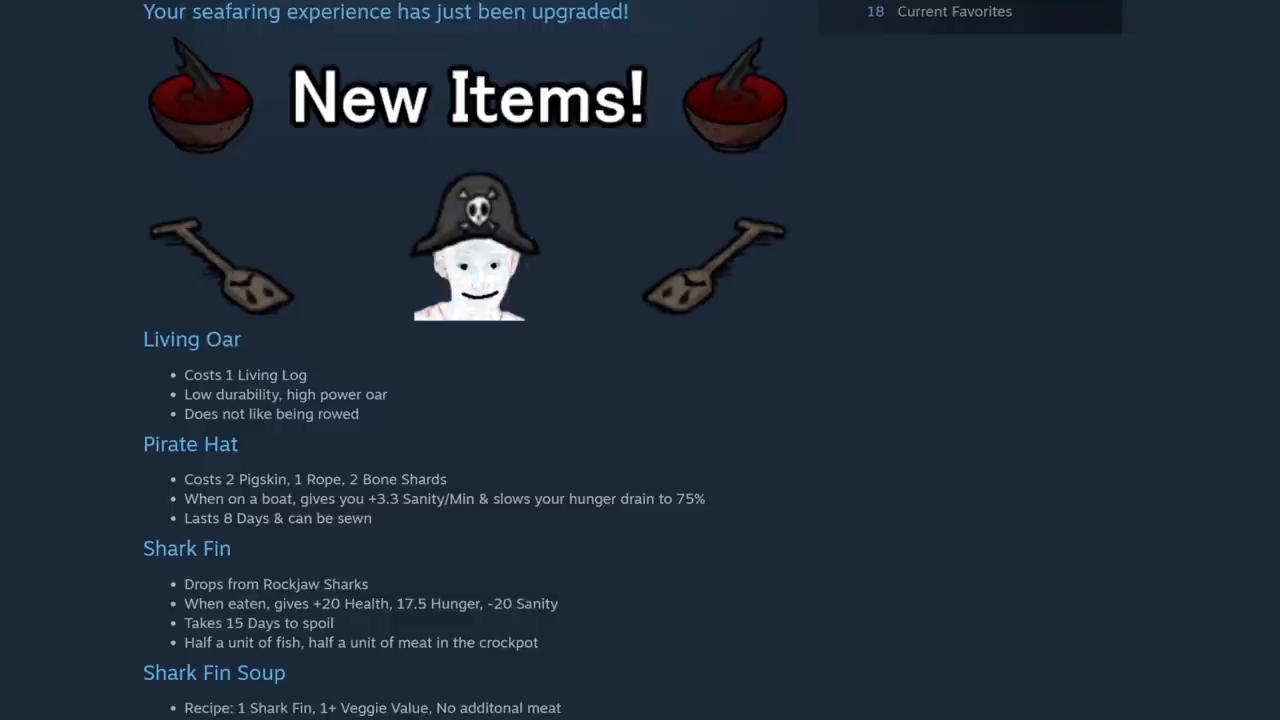 Your seafaring experience has just been upgraded!
18 Current Favorites
New Items!
Living Oar
• Costs 1 Living Log
• Low durability, high power oar
• Does not like being rowed
Pirate Hat
• Costs 2 Pigskin, 1 Rope, 2 Bone Shards
• When on a boat, gives you +3.3 Sanity/Min & slows your hunger drain to 75%
• Lasts 8 Days & can be sewn
Shark Fin
• Drops from Rockjaw Sharks
• When eaten, gives +20 Health, 17.5 Hunger, -20 Sanity
• Takes 15 Days to spoil
• Half a unit of fish, half a unit of meat in the crockpot
Shark Fin Soup
• Recipe: 1 Shark Fin, 1+ Veggie Value, No additonal meat